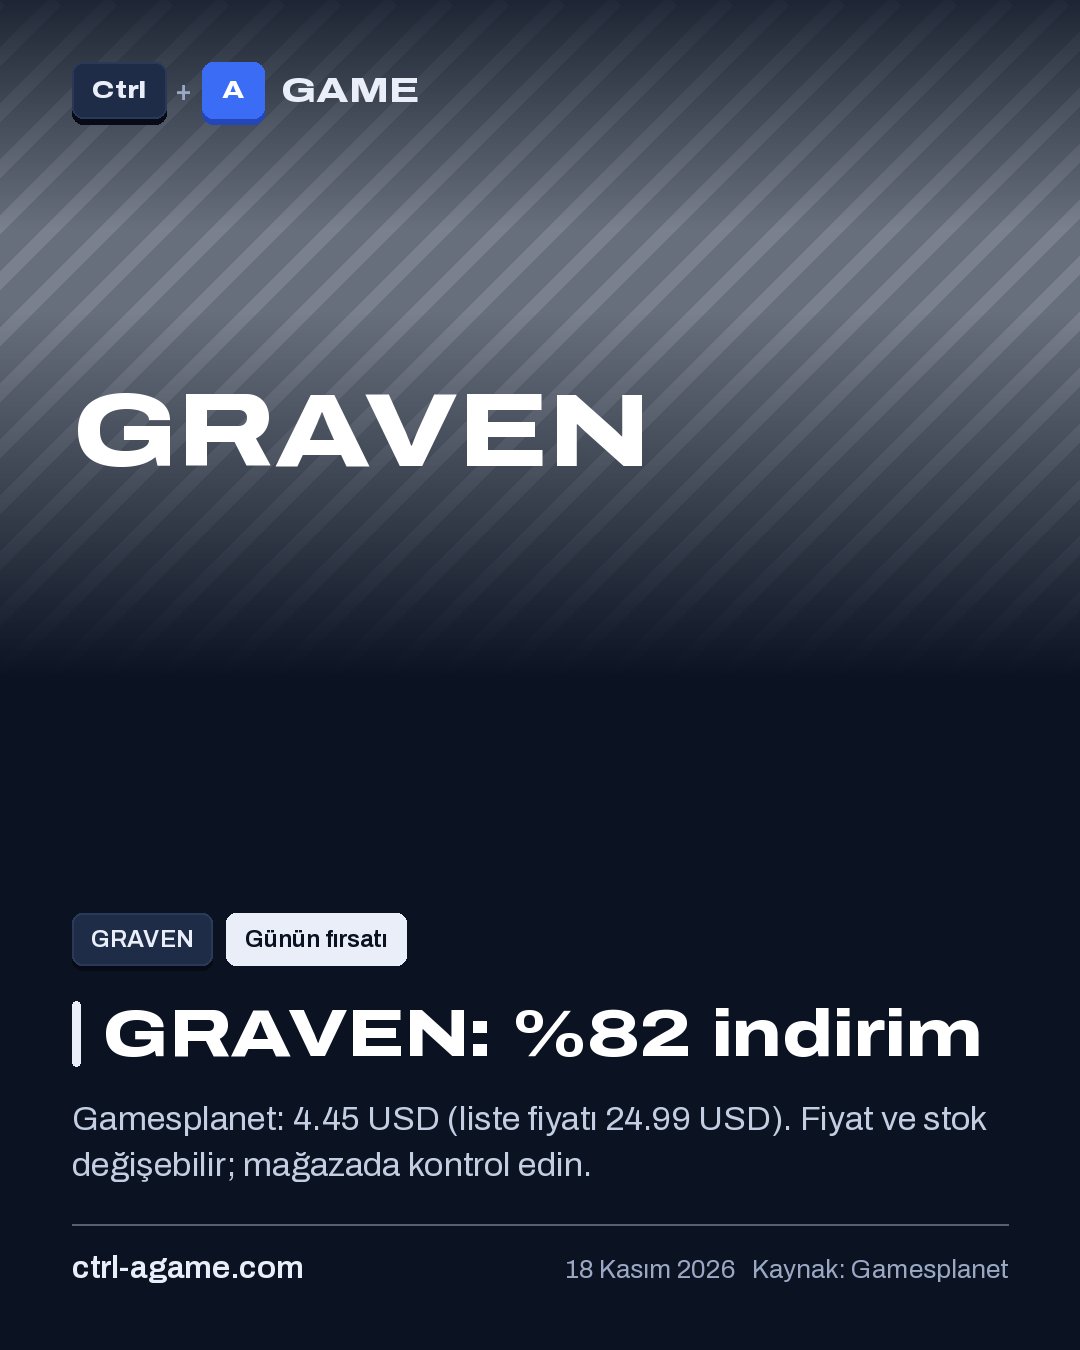 Ctrl + A GAME
GRAVEN
GRAVEN Günün fırsatı
GRAVEN: %82 indirim
Gamesplanet: 4.45 USD (liste fiyatı 24.99 USD). Fiyat ve stok
değişebilir; mağazada kontrol edin.
ctrl-agame.com 18 Kasım 2026 Kaynak: Gamesplanet